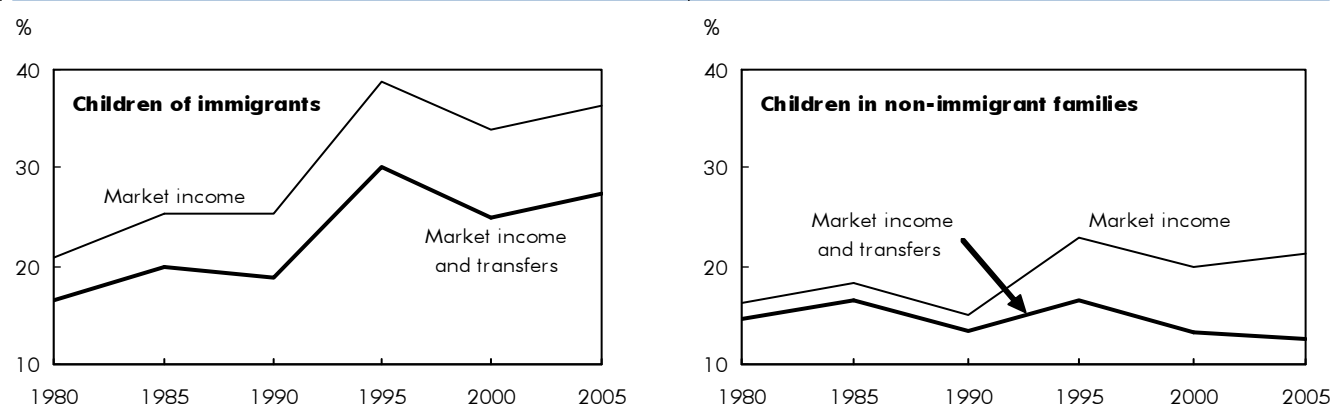 %
40
30
20
10
Children of immigrants
Market income
Market income
and transfers
1980 1985 1990 1995 2000 2005
%
40
30
20
10
Children in non-immigrant families
Market income
and transfers
Market income
1980 1985 1990 1995 2000 2005